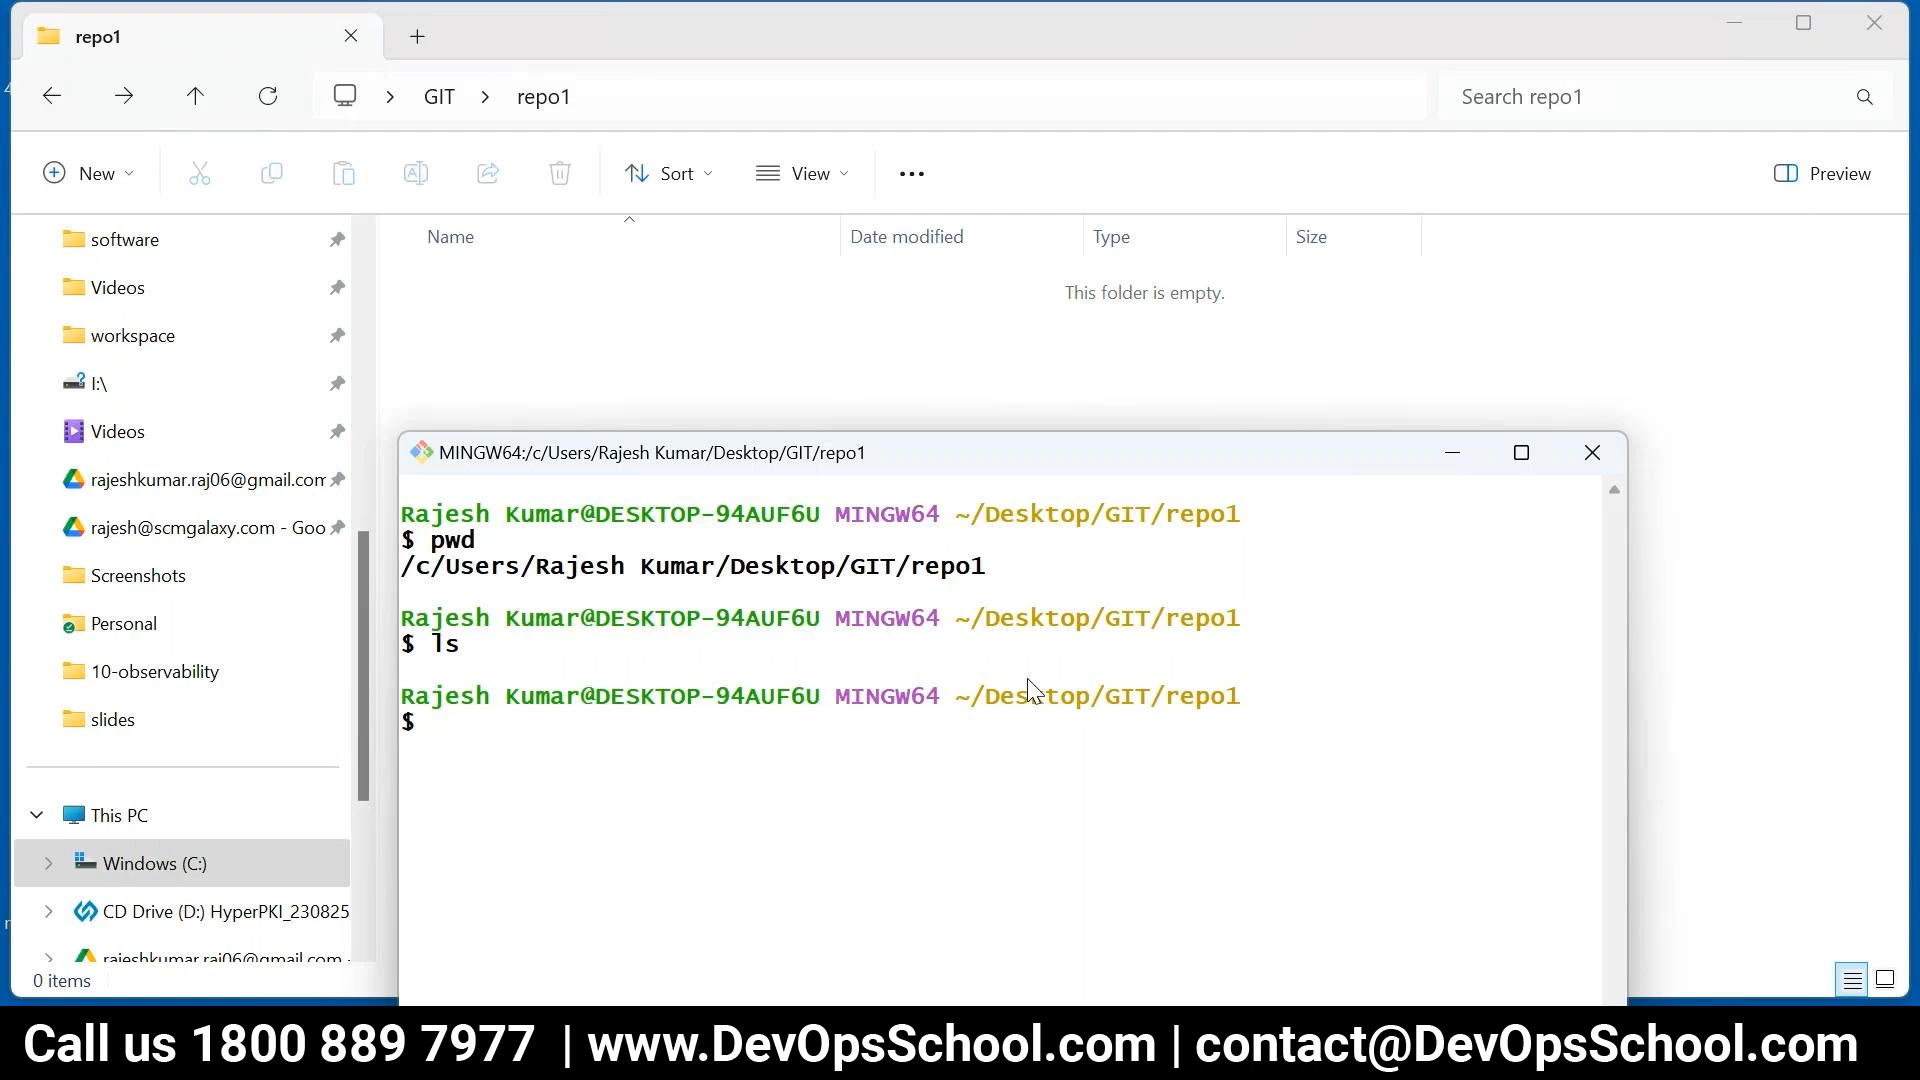 repo1
GIT > repo1
Search repo1
New
Sort
View
Preview
software
Videos
workspace
I:\
Videos
rajeshkumar.raj06@gmail.com
rajesh@scmgalaxy.com - Goo
Screenshots
Personal
10-observability
slides
This PC
Windows (C:)
CD Drive (D:) HyperPKI_230825
rajeshkumar.raj06@gmail.com -
0 items
Name
Date modified
Type
Size
This folder is empty.
MINGW64:/c/Users/Rajesh Kumar/Desktop/GIT/repo1
Rajesh Kumar@DESKTOP-94AUF6U MINGW64 ~/Desktop/GIT/repo1
$ pwd
/c/Users/Rajesh Kumar/Desktop/GIT/repo1
Rajesh Kumar@DESKTOP-94AUF6U MINGW64 ~/Desktop/GIT/repo1
$ ls
Rajesh Kumar@DESKTOP-94AUF6U MINGW64 ~/Desktop/GIT/repo1
$
Call us 1800 889 7977 | www.DevOpsSchool.com | contact@DevOpsSchool.com